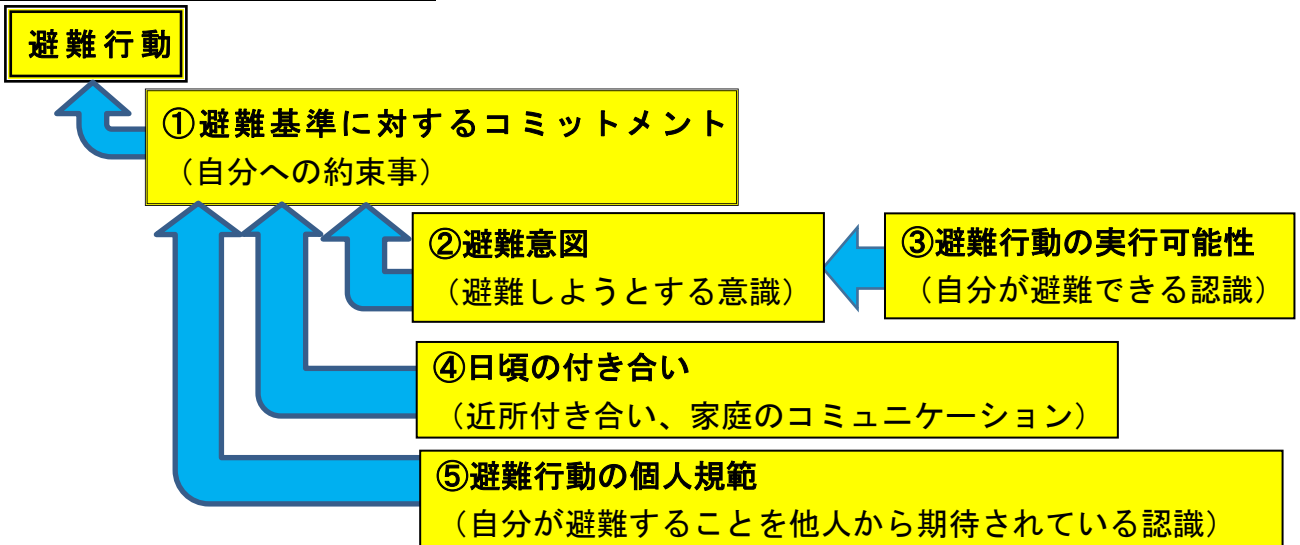 避難行動
①避難基準に対するコミットメント
（自分への約束事）
②避難意図
（避難しようとする意識）
③避難行動の実行可能性
（自分が避難できる認識）
④日頃の付き合い
（近所付き合い、家庭のコミュニケーション）
⑤避難行動の個人規範
（自分が避難することを他人から期待されている認識）